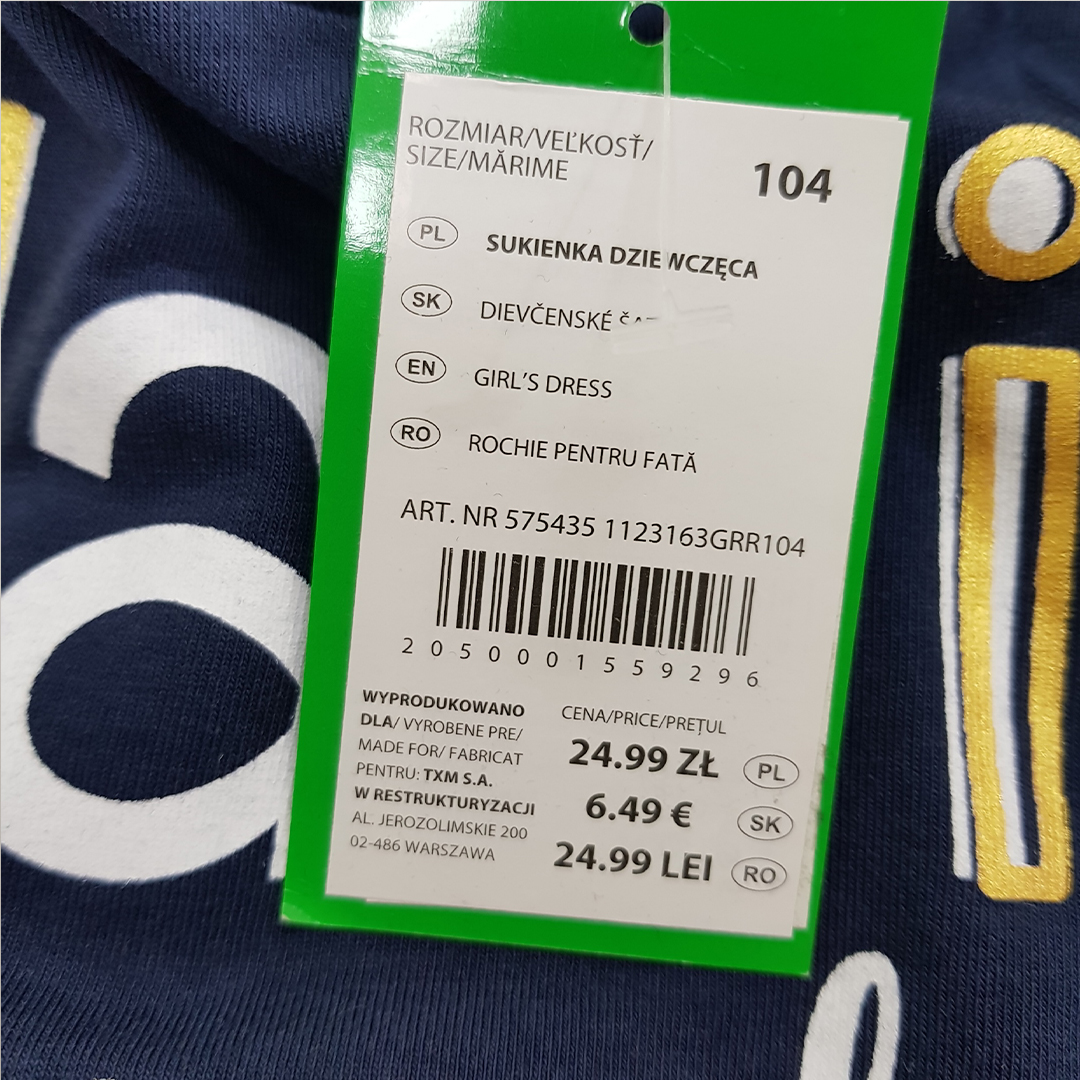 ROZMIAR/VEĽKOSŤ/
SIZE/MĂRIME
104
PL SUKIENKA DZIEWCZĘCA
SK DIEVČENSKÉ
EN GIRL'S DRESS
RO ROCHIE PENTRU FATĂ
ART. NR 575435 1123163GRR104
2050001559296
WYPRODUKOWANO
DLA/ VYROBENE PRE/
MADE FOR/ FABRICAT
PENTRU: TXM S.A.
W RESTRUKTURYZACJI
AL. JEROZOLIMSKIE 200
02-486 WARSZAWA
CENA/PRICE/PREȚUL
24.99 ZŁ PL
6.49 € SK
24.99 LEI RO
a
i